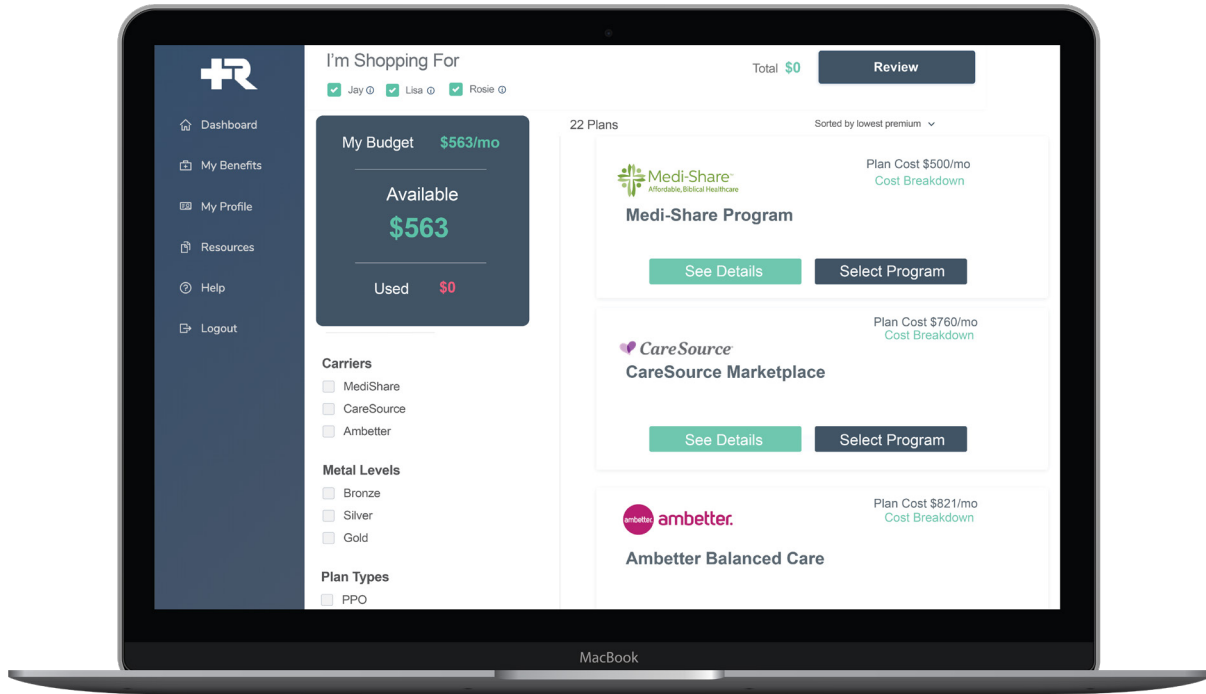 I'm Shopping For
Jay
Lisa
Rosie
Total $0
Review
Dashboard
My Benefits
My Profile
Resources
Help
Logout
My Budget $563/mo
Available
$563
Used $0
Carriers
MediShare
CareSource
Ambetter
Metal Levels
Bronze
Silver
Gold
Plan Types
PPO
22 Plans
Sorted by lowest premium
Medi-Share
Affordable, Biblical Healthcare
Plan Cost $500/mo
Cost Breakdown
Medi-Share Program
See Details
Select Program
Plan Cost $760/mo
Cost Breakdown
CareSource
CareSource Marketplace
See Details
Select Program
Plan Cost $821/mo
Cost Breakdown
ambetter. ambetter.
Ambetter Balanced Care
MacBook